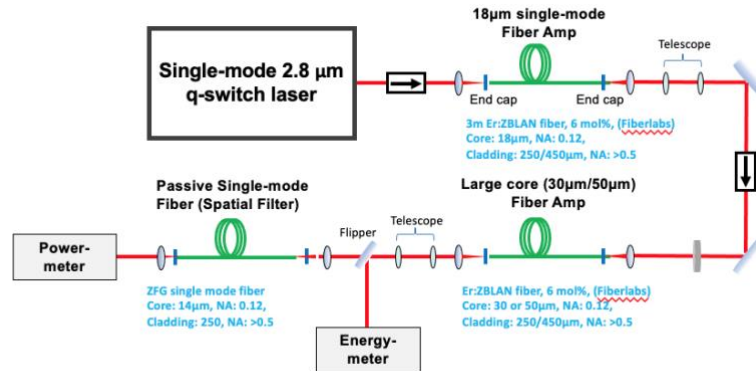 Single-mode 2.8 µm
q-switch laser
18µm single-mode
Fiber Amp
Telescope
End cap
End cap
3m Er:ZBLAN fiber, 6 mol%, (Fiberlabs)
Core: 18µm, NA: 0.12,
Cladding: 250/450µm, NA: >0.5
Passive Single-mode
Fiber (Spatial Filter)
Large core (30µm/50µm)
Fiber Amp
Flipper
Telescope
Power-
meter
ZFG single mode fiber
Core: 14µm, NA: 0.12,
Cladding: 250, NA: >0.5
Er:ZBLAN fiber, 6 mol%, (Fiberlabs)
Core: 30 or 50µm, NA: 0.12,
Cladding: 250/450µm, NA: >0.5
Energy-
meter